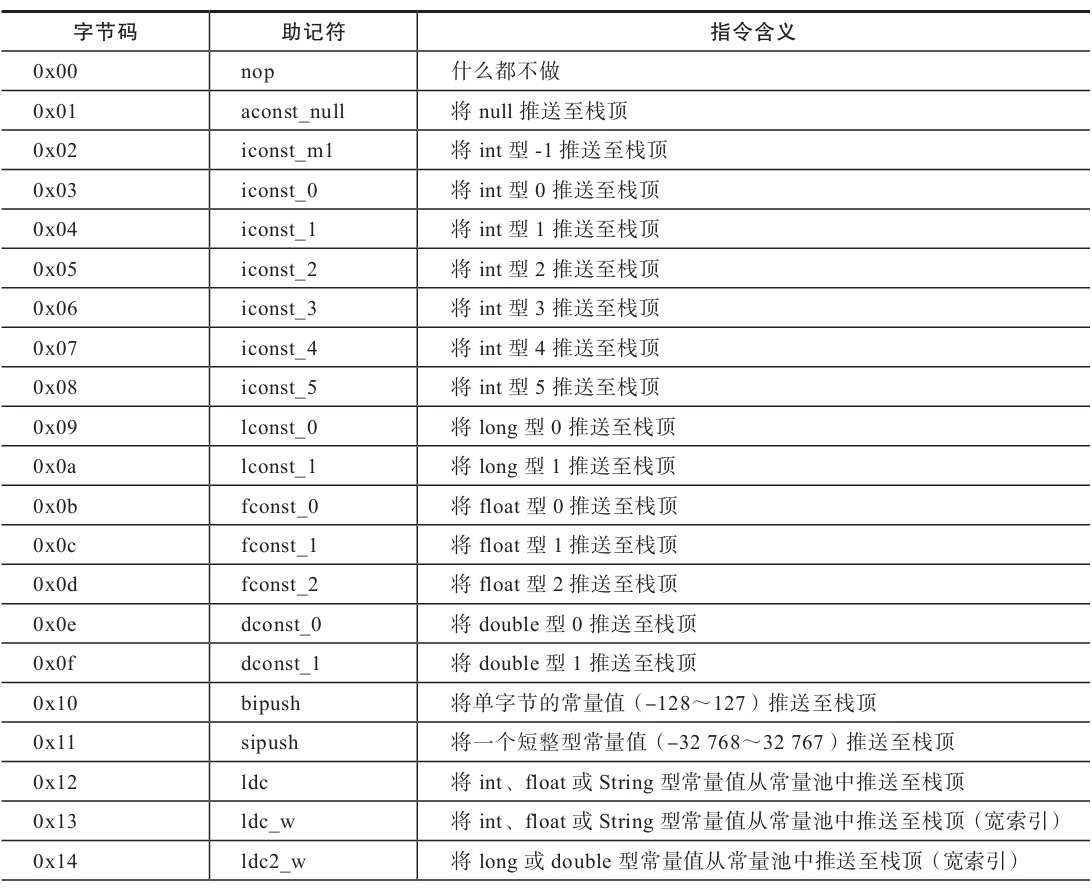 字节码 助记符 指令含义
0x00 nop 什么都不做
0x01 aconst_null 将 null 推送至栈顶
0x02 iconst_m1 将 int 型 -1 推送至栈顶
0x03 iconst_0 将 int 型 0 推送至栈顶
0x04 iconst_1 将 int 型 1 推送至栈顶
0x05 iconst_2 将 int 型 2 推送至栈顶
0x06 iconst_3 将 int 型 3 推送至栈顶
0x07 iconst_4 将 int 型 4 推送至栈顶
0x08 iconst_5 将 int 型 5 推送至栈顶
0x09 lconst_0 将 long 型 0 推送至栈顶
0x0a lconst_1 将 long 型 1 推送至栈顶
0x0b fconst_0 将 float 型 0 推送至栈顶
0x0c fconst_1 将 float 型 1 推送至栈顶
0x0d fconst_2 将 float 型 2 推送至栈顶
0x0e dconst_0 将 double 型 0 推送至栈顶
0x0f dconst_1 将 double 型 1 推送至栈顶
0x10 bipush 将单字节的常量值（–128～127）推送至栈顶
0x11 sipush 将一个短整型常量值（–32 768～32 767）推送至栈顶
0x12 ldc 将 int、float 或 String 型常量值从常量池中推送至栈顶
0x13 ldc_w 将 int、float 或 String 型常量值从常量池中推送至栈顶（宽索引）
0x14 ldc2_w 将 long 或 double 型常量值从常量池中推送至栈顶（宽索引）